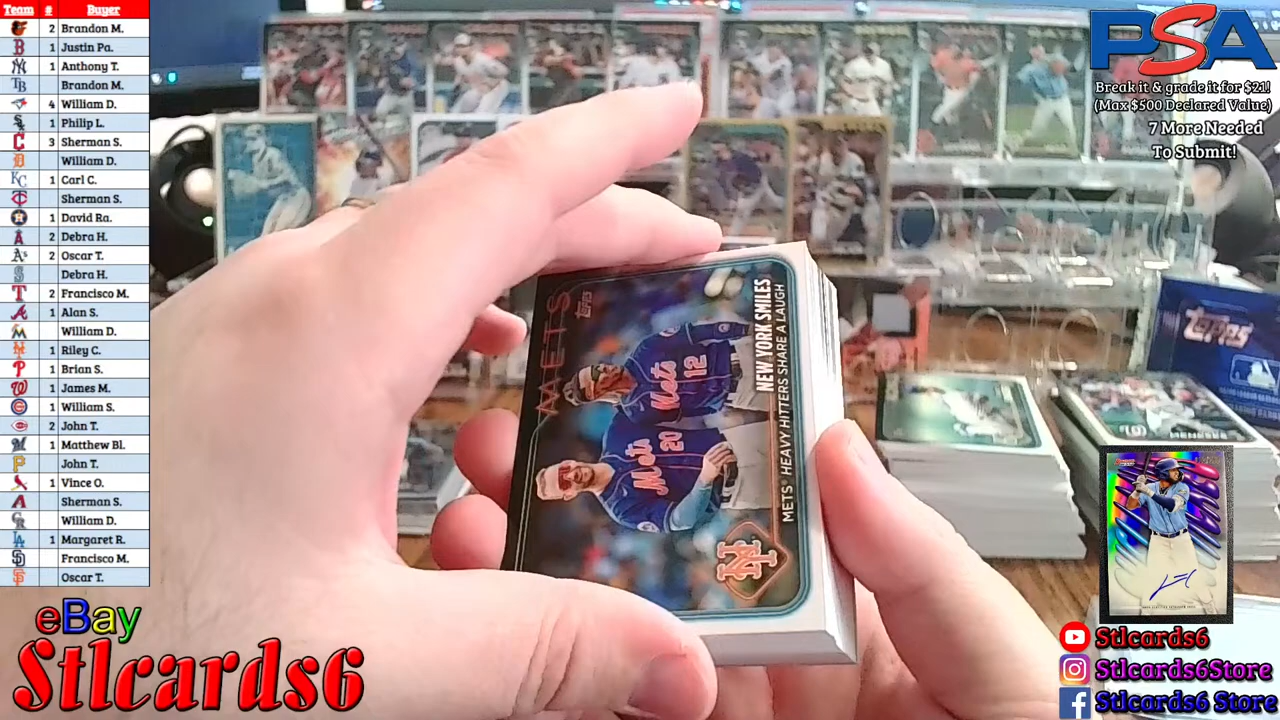 Team # Buyer
2 Brandon M.
1 Justin Pa.
1 Anthony T.
Brandon M.
4 William D.
1 Philip L.
3 Sherman S.
William D.
1 Carl C.
Sherman S.
1 David Ra.
2 Debra H.
2 Oscar T.
Debra H.
2 Francisco M.
1 Alan S.
William D.
1 Riley C.
1 Brian S.
1 James M.
1 William S.
2 John T.
1 Matthew Bl.
John T.
1 Vince O.
Sherman S.
William D.
1 Margaret R.
Francisco M.
Oscar T.
eBay
Stlcards6
METS
Topps
Mets
12
Mets
20
NEW YORK SMILES
METS® HEAVY HITTERS SHARE A LAUGH
NY
Topps
PSA
Break it & grade it for $21!
(Max $500 Declared Value)
7 More Needed
To Submit!
Stlcards6
Stlcards6Store
Stlcards6 Store